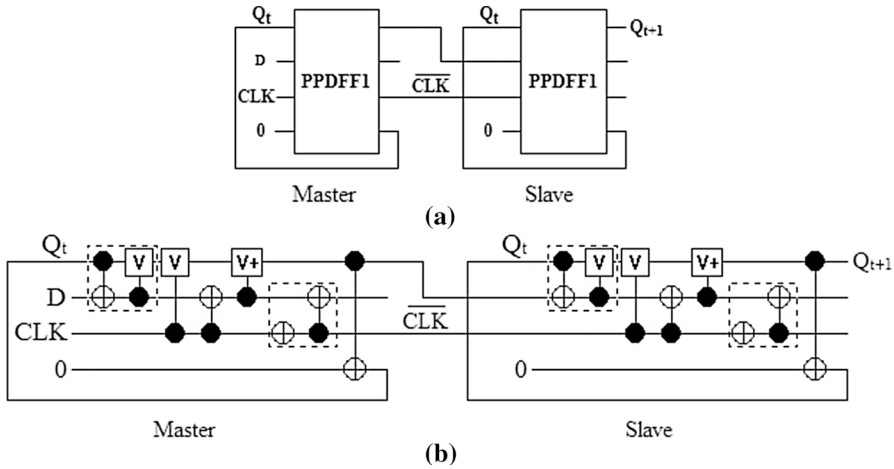 Qt Qt Qt+1
D
PPDFF1 PPDFF1
CLK CLK
0 0
Master Slave
(a)
Qt V V V+ Qt V V V+ Qt+1
D
CLK CLK
0 0
Master Slave
(b)